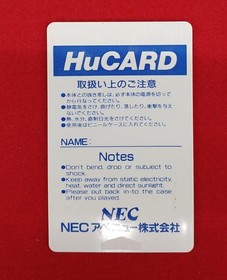 HuCARD
取扱い上のご注意
●本体との抜き差しは、必ず本体の電源を切って
から行なってください。
●静電気をさけ、曲げたり、落したり、衝撃を与えな
いでください。
●熱、水分、直射日光をさけてください。
●使用後はビニールケースに入れてください。
NAME:
Notes
●Don't bend, drop or subject to
shock.
●Keep away from static electricity,
heat, water and direct sunlight.
●Please put back in-to the case
after you played.
NEC
NEC アベニュー株式会社